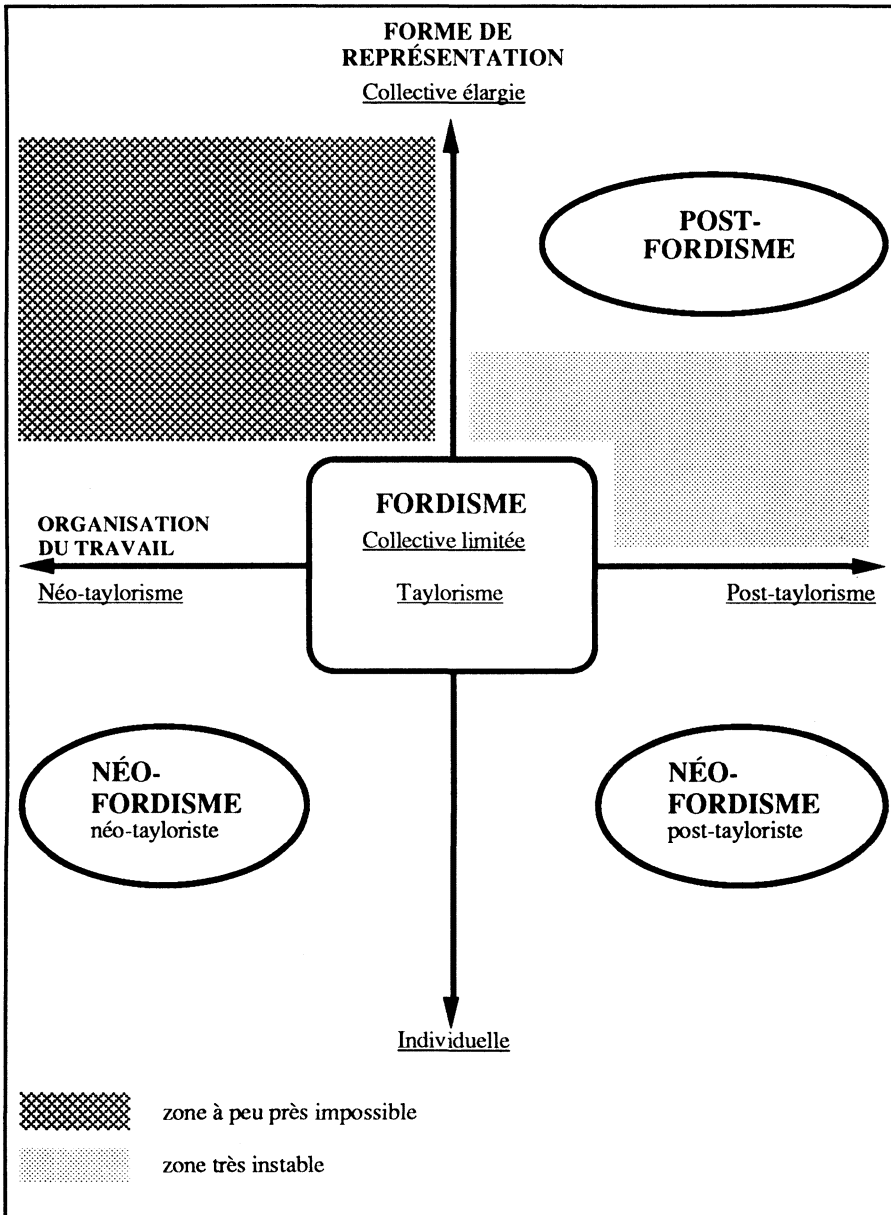 FORME DE
REPRÉSENTATION
Collective élargie
POST-
FORDISME
FORDISME
Collective limitée
Taylorisme
ORGANISATION
DU TRAVAIL
Néo-taylorisme
Post-taylorisme
NÉO-
FORDISME
néo-tayloriste
NÉO-
FORDISME
post-tayloriste
Individuelle
zone à peu près impossible
zone très instable